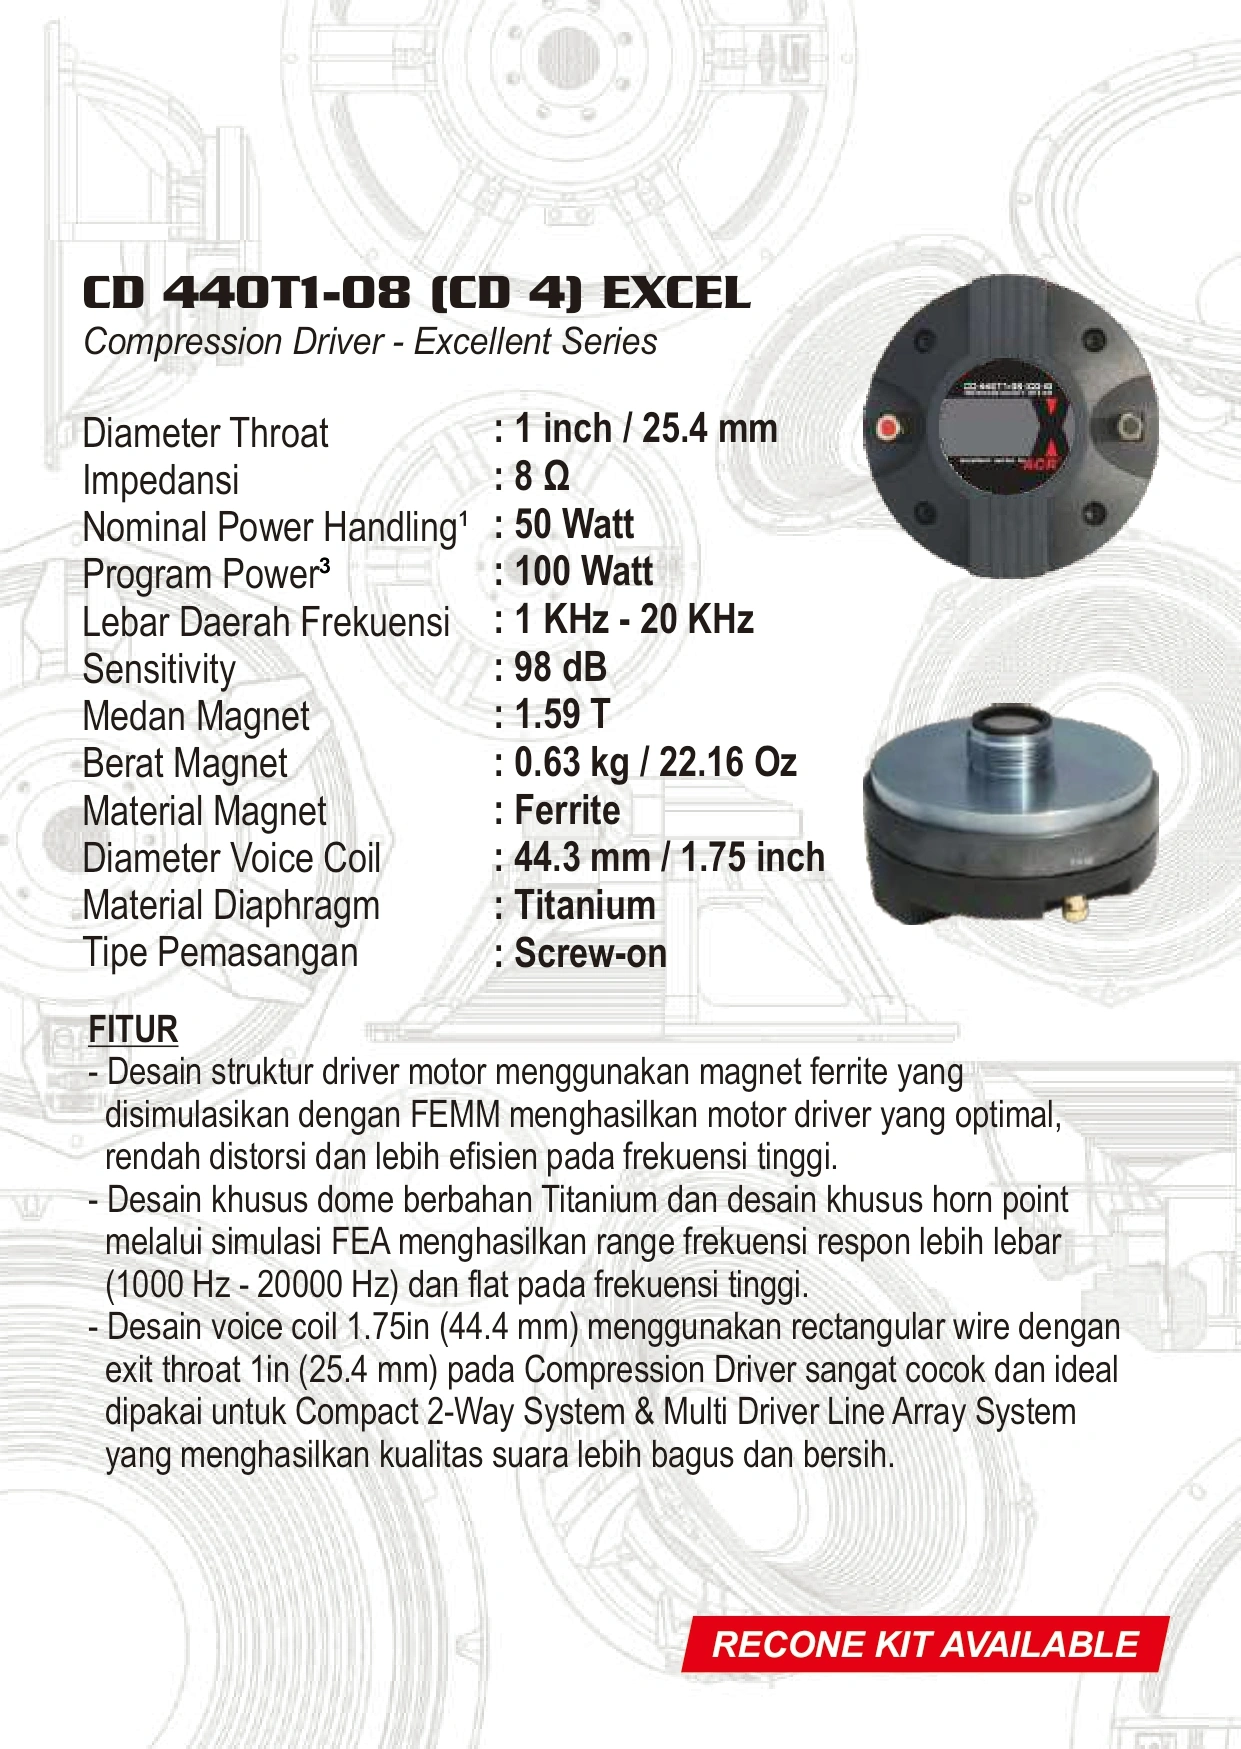 CD 440T1-08 (CD 4) EXCEL
Compression Driver - Excellent Series
Diameter Throat : 1 inch / 25.4 mm
Impedansi : 8 Ω
Nominal Power Handling¹ : 50 Watt
Program Power³ : 100 Watt
Lebar Daerah Frekuensi : 1 KHz - 20 KHz
Sensitivity : 98 dB
Medan Magnet : 1.59 T
Berat Magnet : 0.63 kg / 22.16 Oz
Material Magnet : Ferrite
Diameter Voice Coil : 44.3 mm / 1.75 inch
Material Diaphragm : Titanium
Tipe Pemasangan : Screw-on
ACR
FITUR
- Desain struktur driver motor menggunakan magnet ferrite yang
disimulasikan dengan FEMM menghasilkan motor driver yang optimal,
rendah distorsi dan lebih efisien pada frekuensi tinggi.
- Desain khusus dome berbahan Titanium dan desain khusus horn point
melalui simulasi FEA menghasilkan range frekuensi respon lebih lebar
(1000 Hz - 20000 Hz) dan flat pada frekuensi tinggi.
- Desain voice coil 1.75in (44.4 mm) menggunakan rectangular wire dengan
exit throat 1in (25.4 mm) pada Compression Driver sangat cocok dan ideal
dipakai untuk Compact 2-Way System & Multi Driver Line Array System
yang menghasilkan kualitas suara lebih bagus dan bersih.
RECONE KIT AVAILABLE